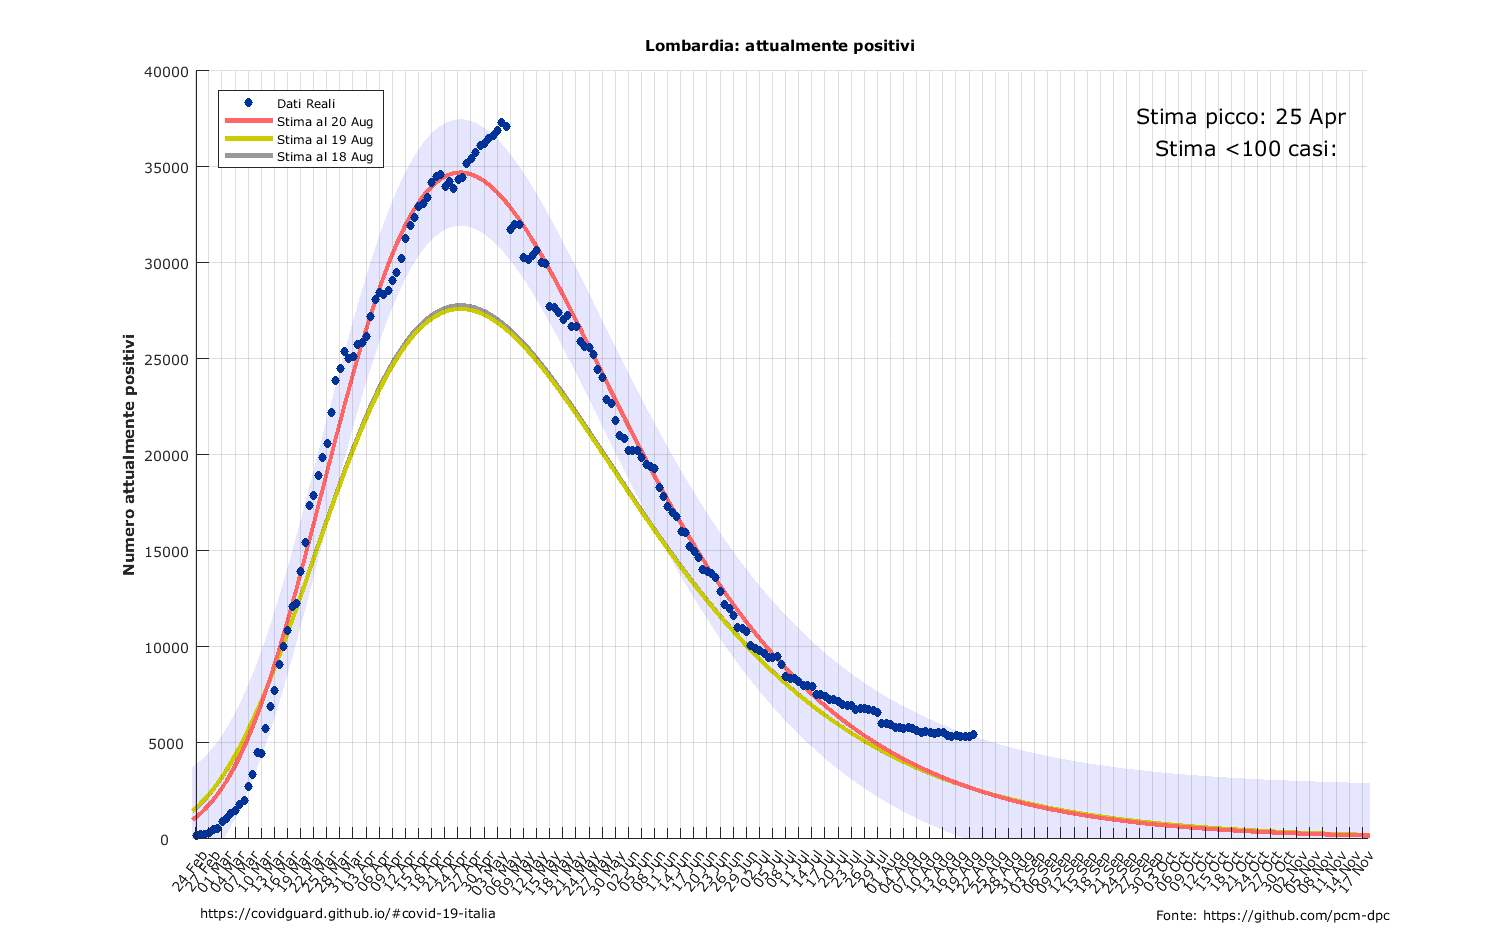 Lombardia: attualmente positivi
40000
35000
30000
25000
20000
15000
10000
5000
0
Numero attualmente positivi
Dati Reali
Stima al 20 Aug
Stima al 19 Aug
Stima al 18 Aug
Stima picco: 25 Apr
Stima <100 casi:
24 Feb
27 Feb
01 Mar
04 Mar
07 Mar
10 Mar
13 Mar
16 Mar
19 Mar
22 Mar
25 Mar
28 Mar
31 Mar
03 Apr
06 Apr
09 Apr
12 Apr
15 Apr
18 Apr
21 Apr
24 Apr
27 Apr
30 Apr
03 May
06 May
09 May
12 May
15 May
18 May
21 May
24 May
27 May
30 May
02 Jun
05 Jun
08 Jun
11 Jun
14 Jun
17 Jun
20 Jun
23 Jun
26 Jun
29 Jun
02 Jul
05 Jul
08 Jul
11 Jul
14 Jul
17 Jul
20 Jul
23 Jul
26 Jul
29 Jul
01 Aug
04 Aug
07 Aug
10 Aug
13 Aug
16 Aug
19 Aug
22 Aug
25 Aug
28 Aug
31 Aug
03 Sep
06 Sep
09 Sep
12 Sep
15 Sep
18 Sep
21 Sep
24 Sep
27 Sep
30 Sep
03 Oct
06 Oct
09 Oct
12 Oct
15 Oct
18 Oct
21 Oct
24 Oct
27 Oct
30 Oct
02 Nov
05 Nov
08 Nov
11 Nov
14 Nov
17 Nov
https://covidguard.github.io/#covid-19-italia
Fonte: https://github.com/pcm-dpc